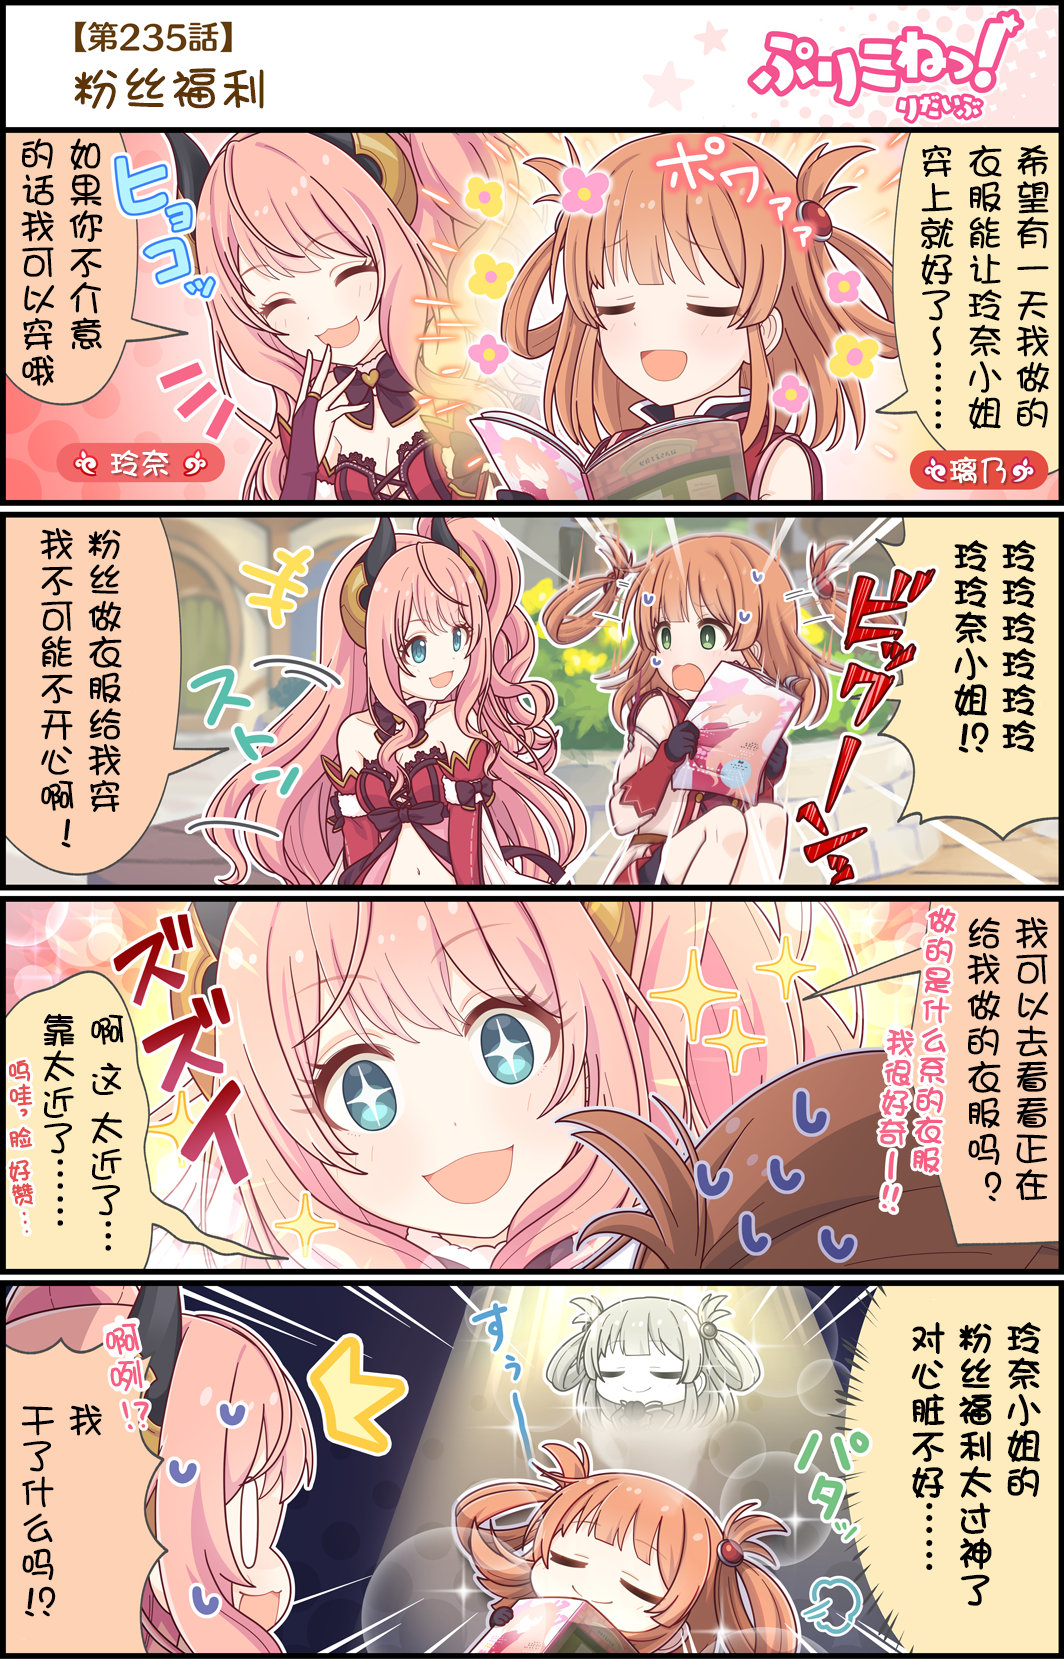 【第235話】
粉丝福利
ぷりこねっ!
りだいぶ
希望有一天我做的
衣服能让玲奈小姐
穿上就好了～……
ポワァァ
ヒョコッ
如果你不介意
的话我可以穿哦
玲奈
璃乃
玲玲玲玲玲玲
玲玲奈小姐!?
ビックーーン
ストン
粉丝做衣服给我穿
我不可能不开心啊！
我可以去看看正在
给我做的衣服吗？
做的是什么系的衣服
我很好奇ー!!
ズズイ
啊 这 太近了…
靠太近了……
呜哇，脸 好赞…
玲奈小姐的
粉丝福利太过神了
对心脏不好……
すぅー
パタッ
啊咧!?
我
干了什么吗!?